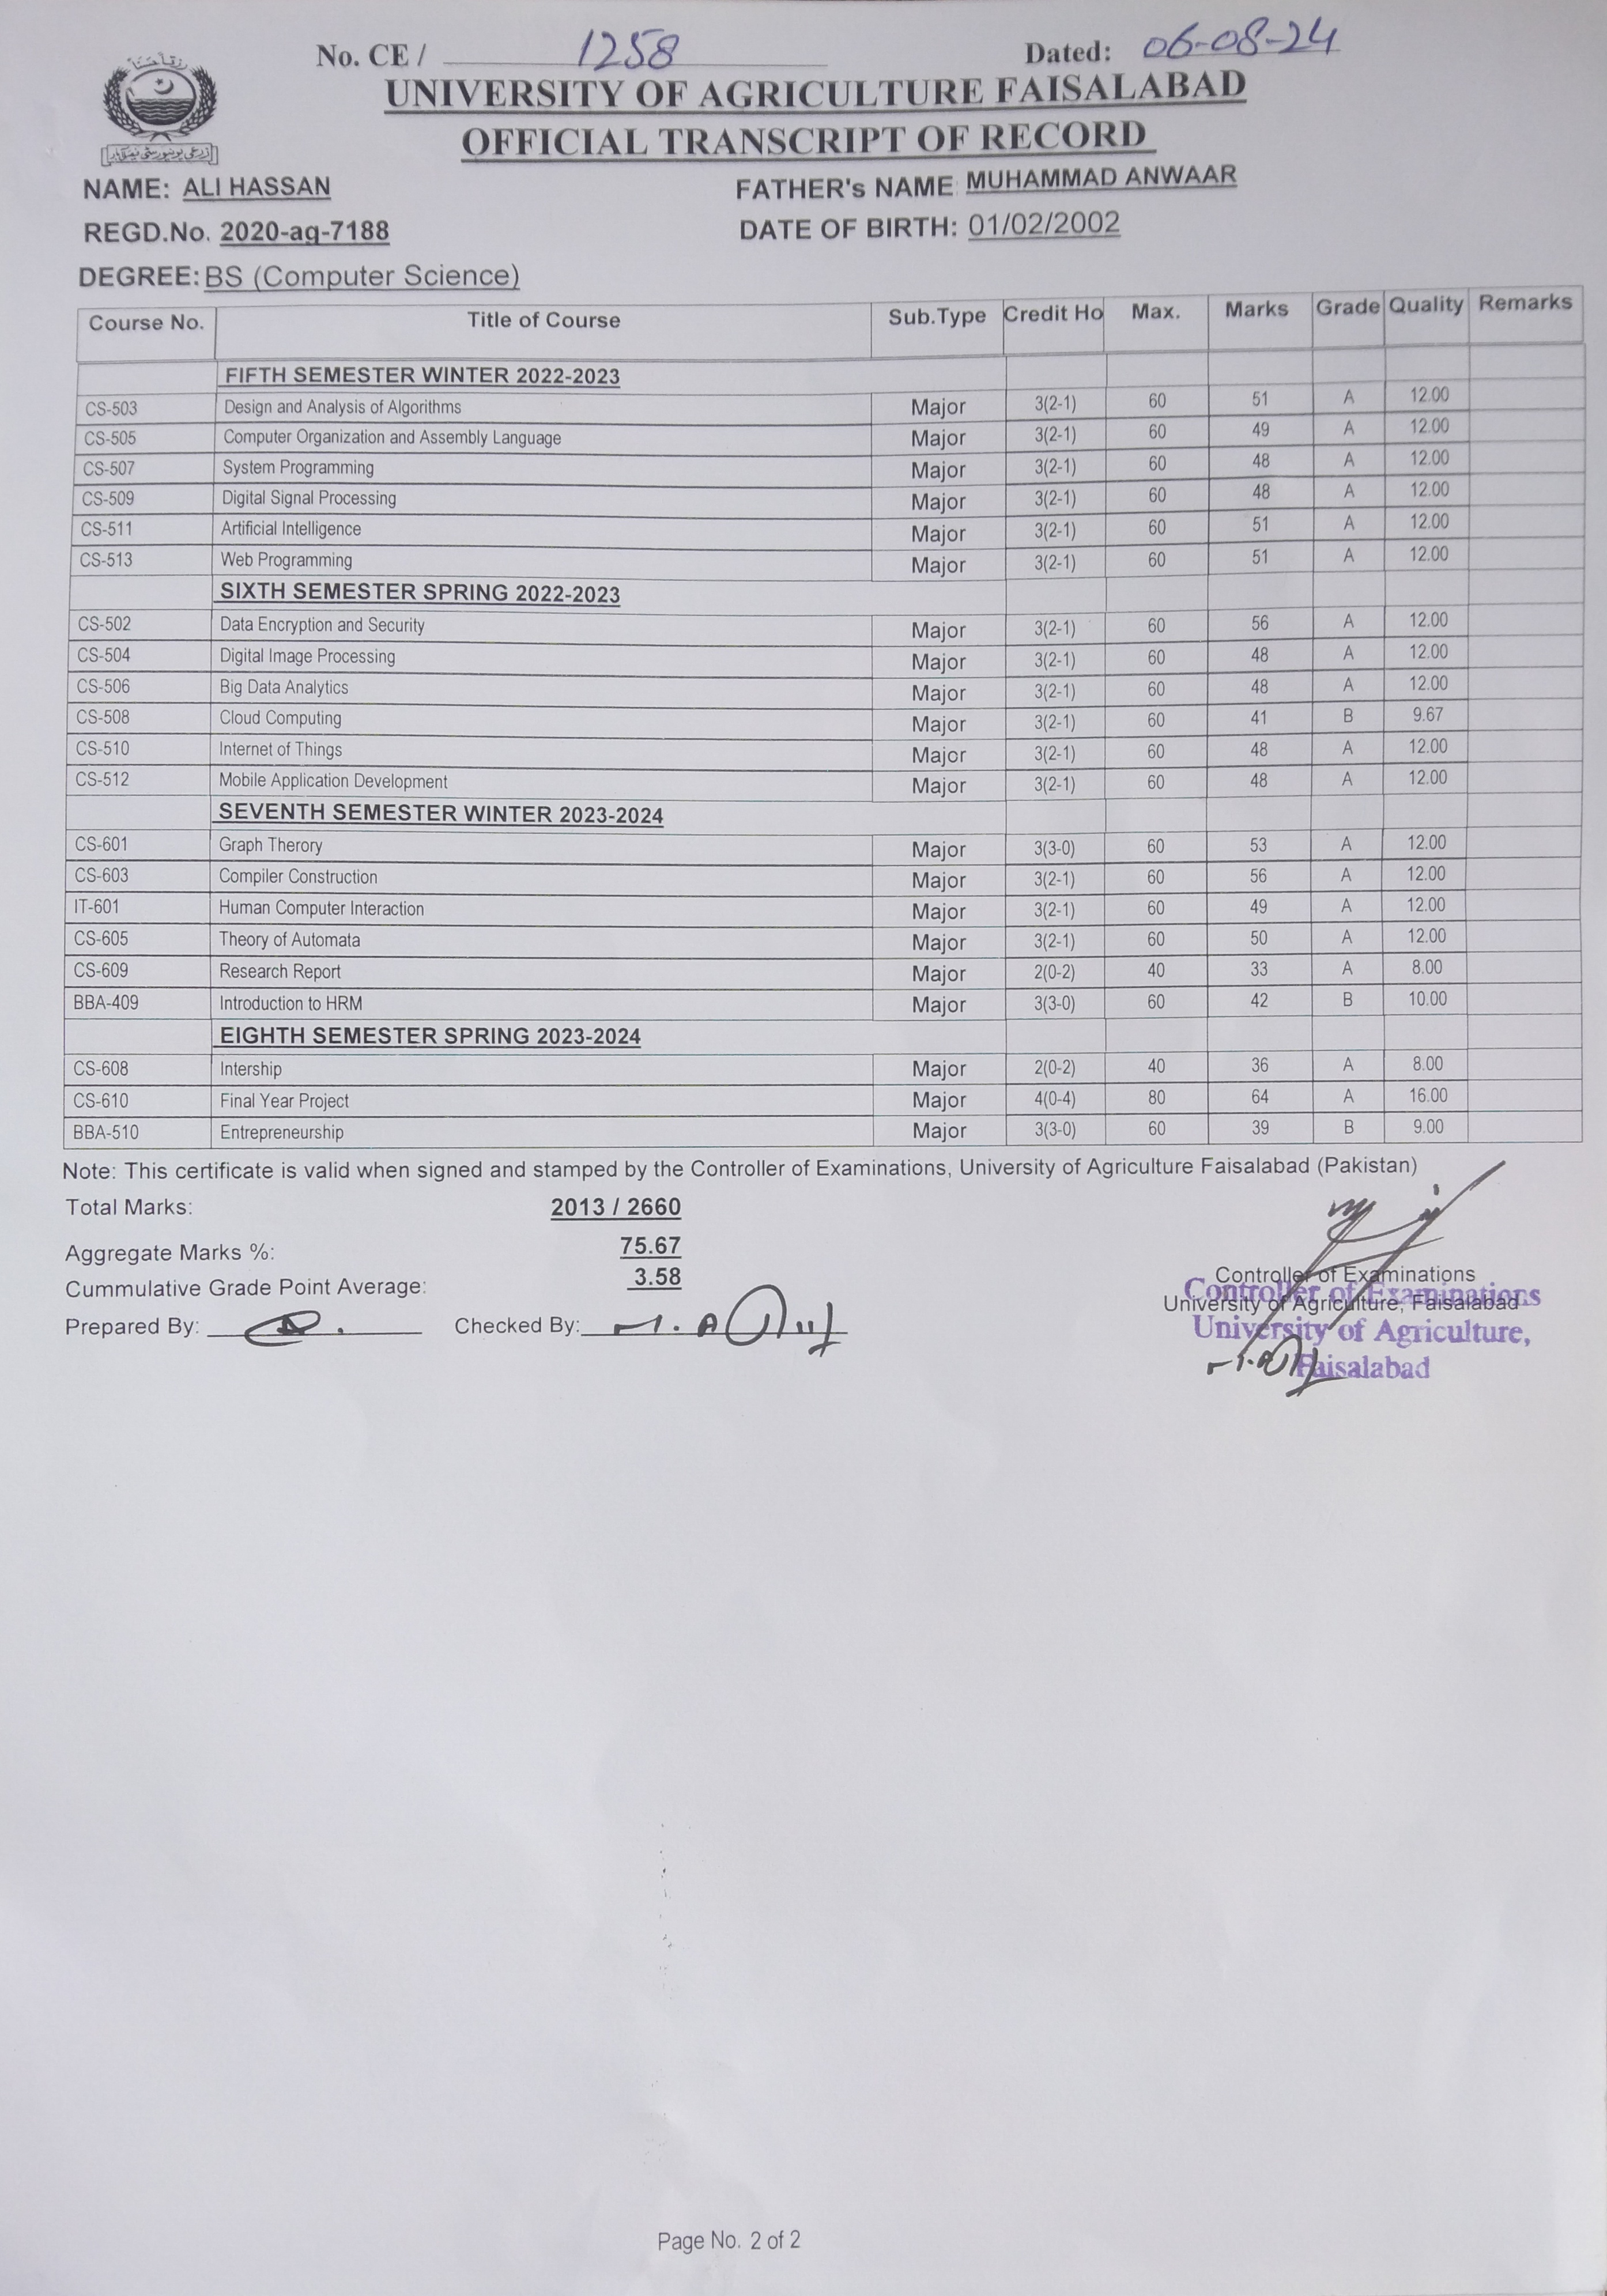 No. CE / 1258 Dated: 06-08-24
UNIVERSITY OF AGRICULTURE FAISALABAD
OFFICIAL TRANSCRIPT OF RECORD
NAME: ALI HASSAN FATHER's NAME MUHAMMAD ANWAAR
REGD.No. 2020-ag-7188 DATE OF BIRTH: 01/02/2002
DEGREE: BS (Computer Science)
Course No. Title of Course Sub.Type Credit Ho Max. Marks Grade Quality Remarks
FIFTH SEMESTER WINTER 2022-2023
CS-503 Design and Analysis of Algorithms Major 3(2-1) 60 51 A 12.00
CS-505 Computer Organization and Assembly Language Major 3(2-1) 60 49 A 12.00
CS-507 System Programming Major 3(2-1) 60 48 A 12.00
CS-509 Digital Signal Processing Major 3(2-1) 60 48 A 12.00
CS-511 Artificial Intelligence Major 3(2-1) 60 51 A 12.00
CS-513 Web Programming Major 3(2-1) 60 51 A 12.00
SIXTH SEMESTER SPRING 2022-2023
CS-502 Data Encryption and Security Major 3(2-1) 60 56 A 12.00
CS-504 Digital Image Processing Major 3(2-1) 60 48 A 12.00
CS-506 Big Data Analytics Major 3(2-1) 60 48 A 12.00
CS-508 Cloud Computing Major 3(2-1) 60 41 B 9.67
CS-510 Internet of Things Major 3(2-1) 60 48 A 12.00
CS-512 Mobile Application Development Major 3(2-1) 60 48 A 12.00
SEVENTH SEMESTER WINTER 2023-2024
CS-601 Graph Therory Major 3(3-0) 60 53 A 12.00
CS-603 Compiler Construction Major 3(2-1) 60 56 A 12.00
IT-601 Human Computer Interaction Major 3(2-1) 60 49 A 12.00
CS-605 Theory of Automata Major 3(2-1) 60 50 A 12.00
CS-609 Research Report Major 2(0-2) 40 33 A 8.00
BBA-409 Introduction to HRM Major 3(3-0) 60 42 B 10.00
EIGHTH SEMESTER SPRING 2023-2024
CS-608 Intership Major 2(0-2) 40 36 A 8.00
CS-610 Final Year Project Major 4(0-4) 80 64 A 16.00
BBA-510 Entrepreneurship Major 3(3-0) 60 39 B 9.00
Note: This certificate is valid when signed and stamped by the Controller of Examinations, University of Agriculture Faisalabad (Pakistan)
Total Marks: 2013 / 2660
Aggregate Marks %: 75.67
Cummulative Grade Point Average: 3.58
Prepared By: Checked By:
Controller of Examinations
University of Agriculture, Faisalabad
Controller of Examinations
University of Agriculture,
Faisalabad
Page No. 2 of 2